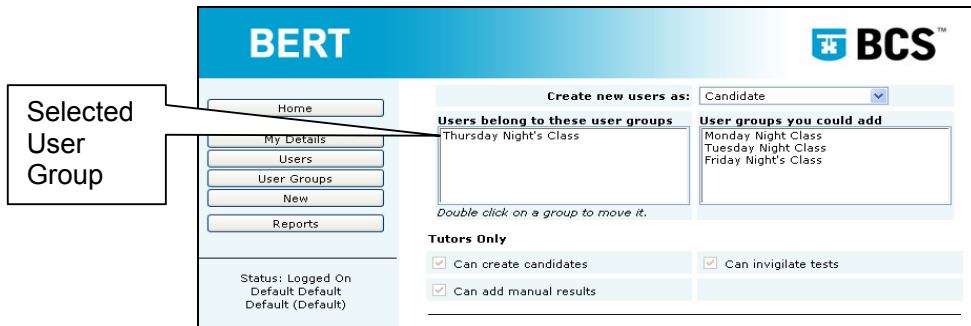 BERT
BCS™
Selected
User
Group
Home
My Details
Users
User Groups
New
Reports
Status: Logged On
Default Default
Default (Default)
Create new users as: Candidate
Users belong to these user groups
Thursday Night's Class
Double click on a group to move it.
User groups you could add
Monday Night Class
Tuesday Night Class
Friday Night's Class
Tutors Only
Can create candidates
Can invigilate tests
Can add manual results